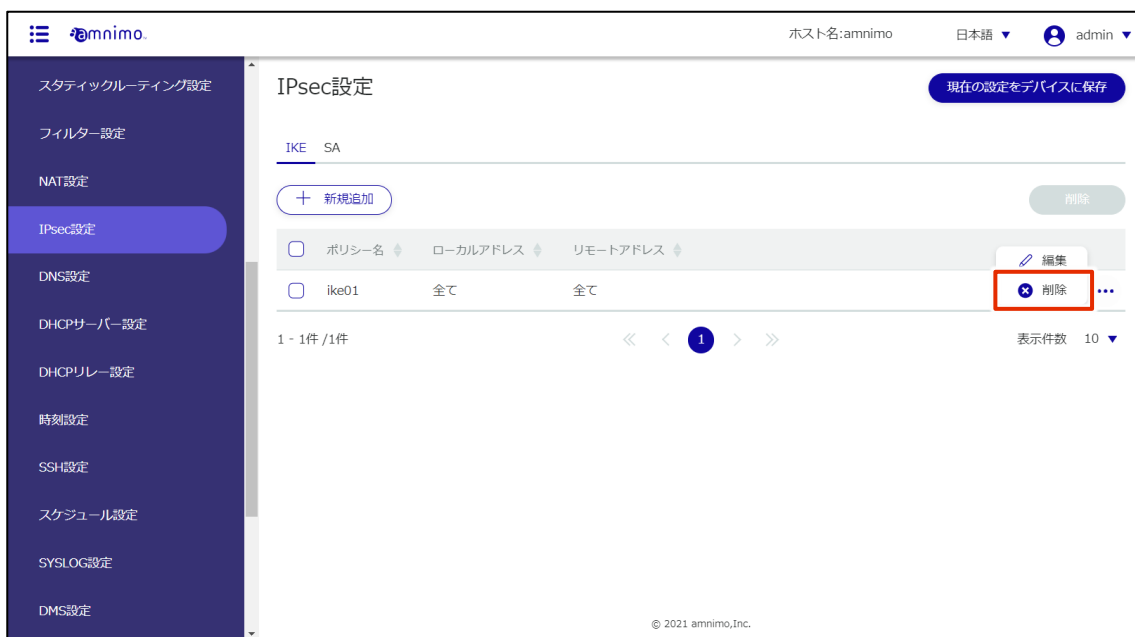 amnimo
ホスト名:amnimo
日本語
admin
スタティックルーティング設定
フィルター設定
NAT設定
IPsec設定
DNS設定
DHCPサーバー設定
DHCPリレー設定
時刻設定
SSH設定
スケジュール設定
SYSLOG設定
DMS設定
IPsec設定
現在の設定をデバイスに保存
IKE SA
+ 新規追加
削除
ポリシー名 ローカルアドレス リモートアドレス
編集
ike01 全て 全て
削除
1 - 1件 /1件
1
表示件数 10
© 2021 amnimo,Inc.